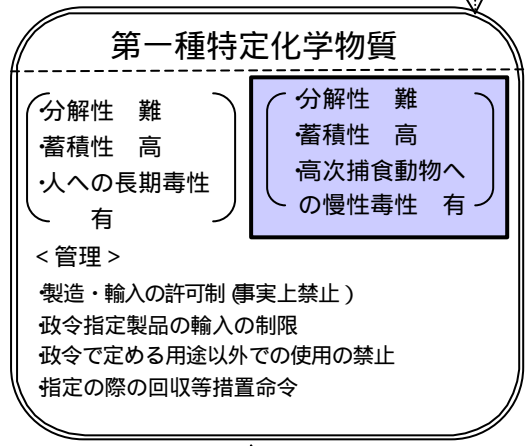 第一種特定化学物質
・分解性　難
・蓄積性　高
・人への長期毒性
有
・分解性　難
・蓄積性　高
・高次捕食動物へ
の慢性毒性　有
＜管理＞
・製造・輸入の許可制（事実上禁止）
・政令指定製品の輸入の制限
・政令で定める用途以外での使用の禁止
・指定の際の回収等措置命令